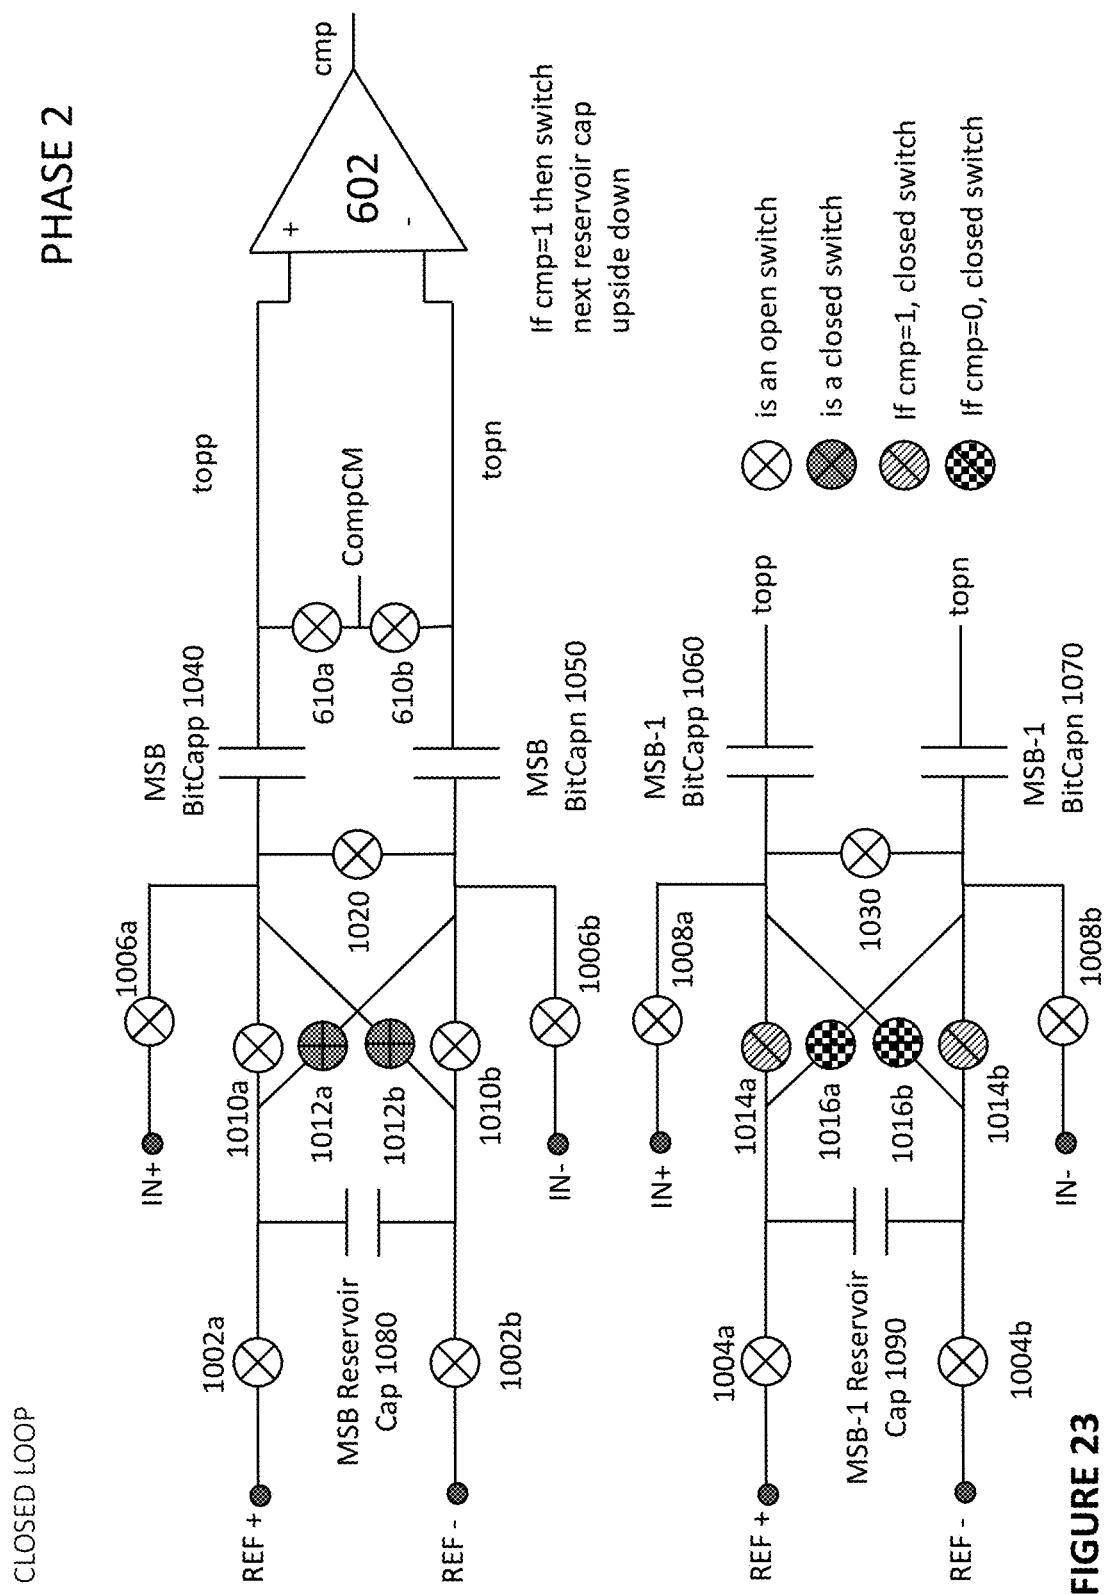 CLOSED LOOP
PHASE 2
REF +
REF -
1002a
1002b
MSB Reservoir
Cap 1080
IN+
IN-
1006a
1006b
1010a
1012a
1012b
1010b
1020
MSB
BitCapp 1040
MSB
BitCapn 1050
610a
610b
CompCM
topp
topn
+
-
602
cmp
If cmp=1 then switch
next reservoir cap
upside down
REF +
REF -
1004a
1004b
MSB-1 Reservoir
Cap 1090
IN+
IN-
1008a
1008b
1014a
1016a
1016b
1014b
1030
MSB-1
BitCapp 1060
MSB-1
BitCapn 1070
topp
topn
is an open switch
is a closed switch
If cmp=1, closed switch
If cmp=0, closed switch
FIGURE 23